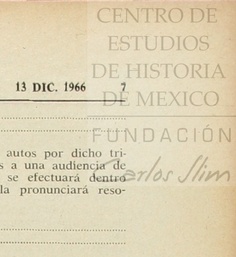 CENTRO DE
ESTUDIOS
DE HISTORIA
DE MEXICO
13 DIC. 1966 7
FUNDACIÓN
Carlos Slim
autos por dicho tri-
s a una audiencia de
se efectuará dentro
la pronunciará reso-